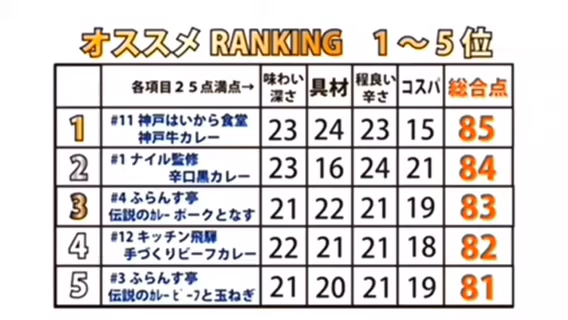 オススメ RANKING 1～5位
各項目25点満点→ 味わい深さ 具材 程良い辛さ コスパ 総合点
1 #11 神戸はいから食堂 神戸牛カレー 23 24 23 15 85
2 #1 ナイル監修 辛口黒カレー 23 16 24 21 84
3 #4 ふらんす亭 伝説のｶﾚｰ ポークとなす 21 22 21 19 83
4 #12 キッチン飛騨 手づくりビーフカレー 22 21 21 18 82
5 #3 ふらんす亭 伝説のｶﾚｰ ﾋﾞｰﾌと玉ねぎ 21 20 21 19 81